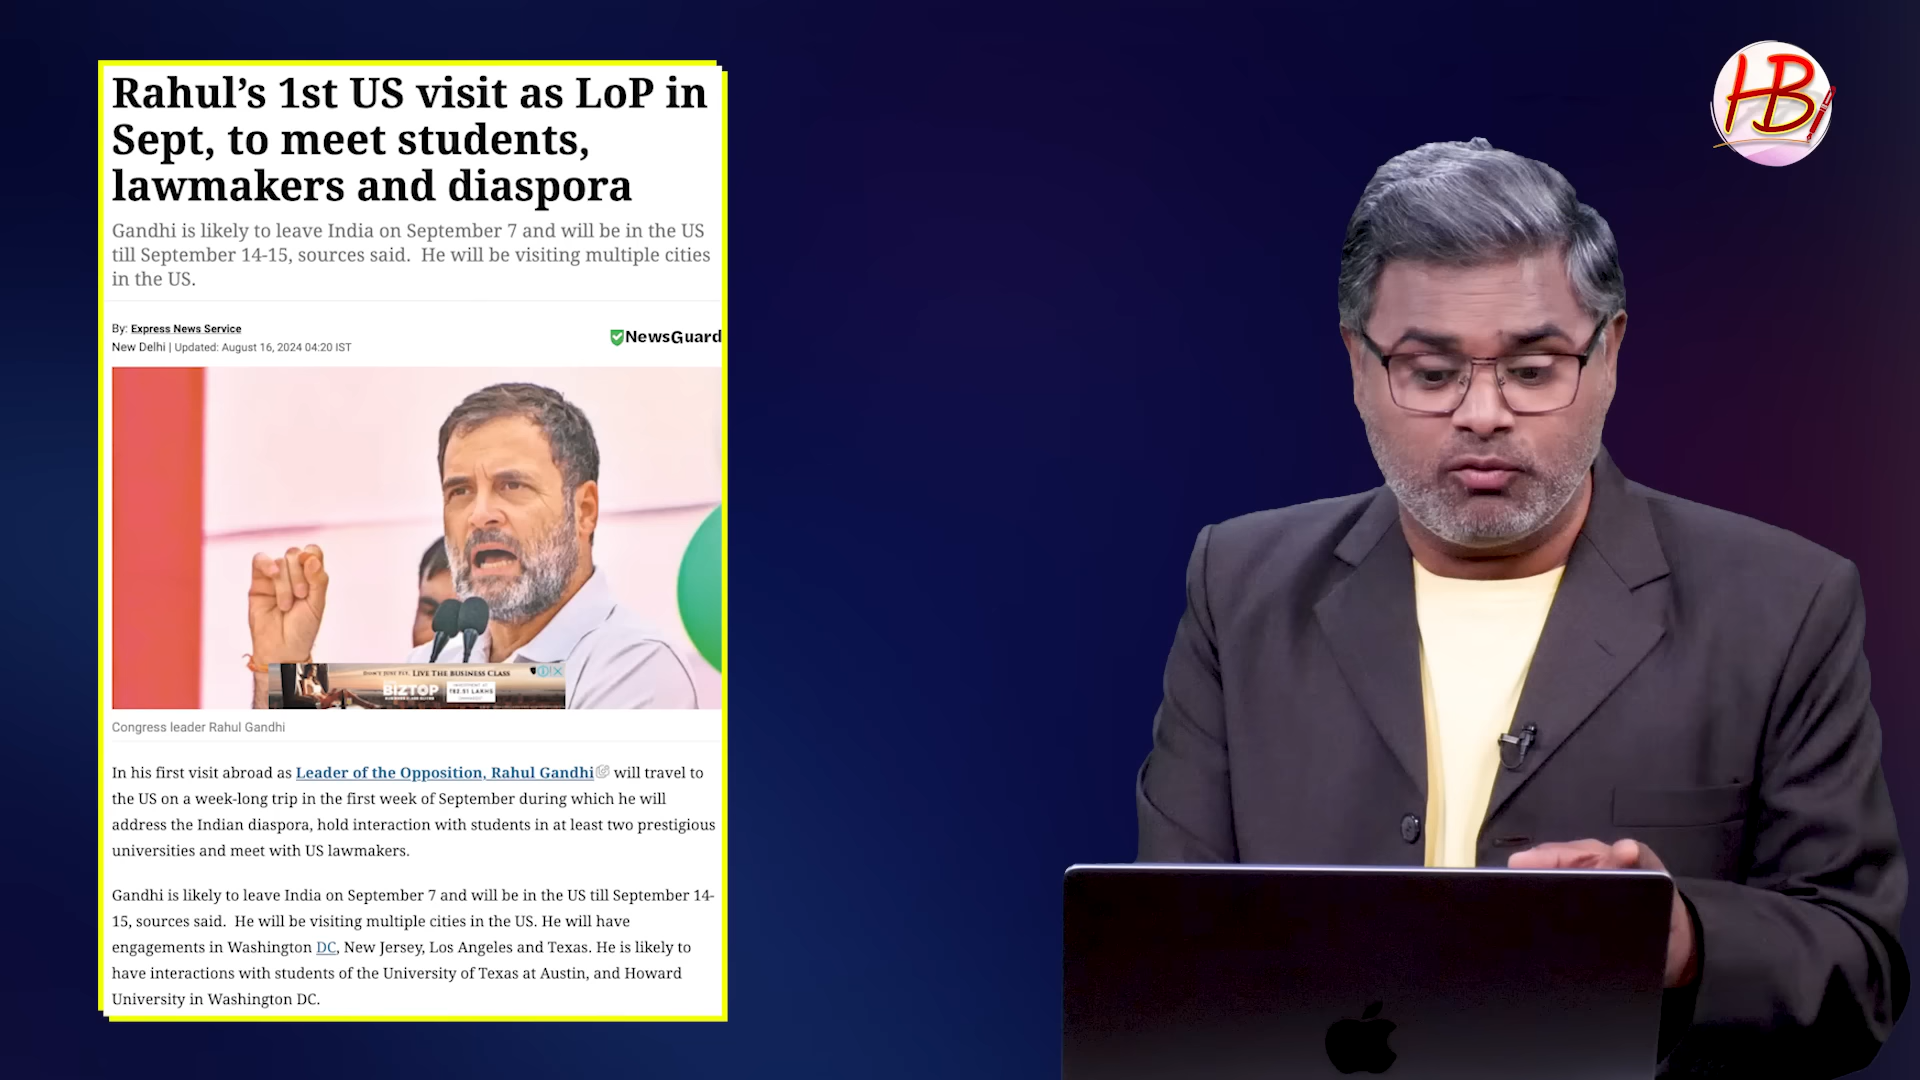 Rahul’s 1st US visit as LoP in
Sept, to meet students,
lawmakers and diaspora
Gandhi is likely to leave India on September 7 and will be in the US
till September 14-15, sources said.  He will be visiting multiple cities
in the US.
By: Express News Service
New Delhi | Updated: August 16, 2024 04:20 IST
NewsGuard
LIVE THE BUSINESS CLASS
BIZTOP
₹82.51 LAKHS
Congress leader Rahul Gandhi
In his first visit abroad as Leader of the Opposition, Rahul Gandhi will travel to
the US on a week-long trip in the first week of September during which he will
address the Indian diaspora, hold interaction with students in at least two prestigious
universities and meet with US lawmakers.
Gandhi is likely to leave India on September 7 and will be in the US till September 14-
15, sources said.  He will be visiting multiple cities in the US. He will have
engagements in Washington DC, New Jersey, Los Angeles and Texas. He is likely to
have interactions with students of the University of Texas at Austin, and Howard
University in Washington DC.
HB